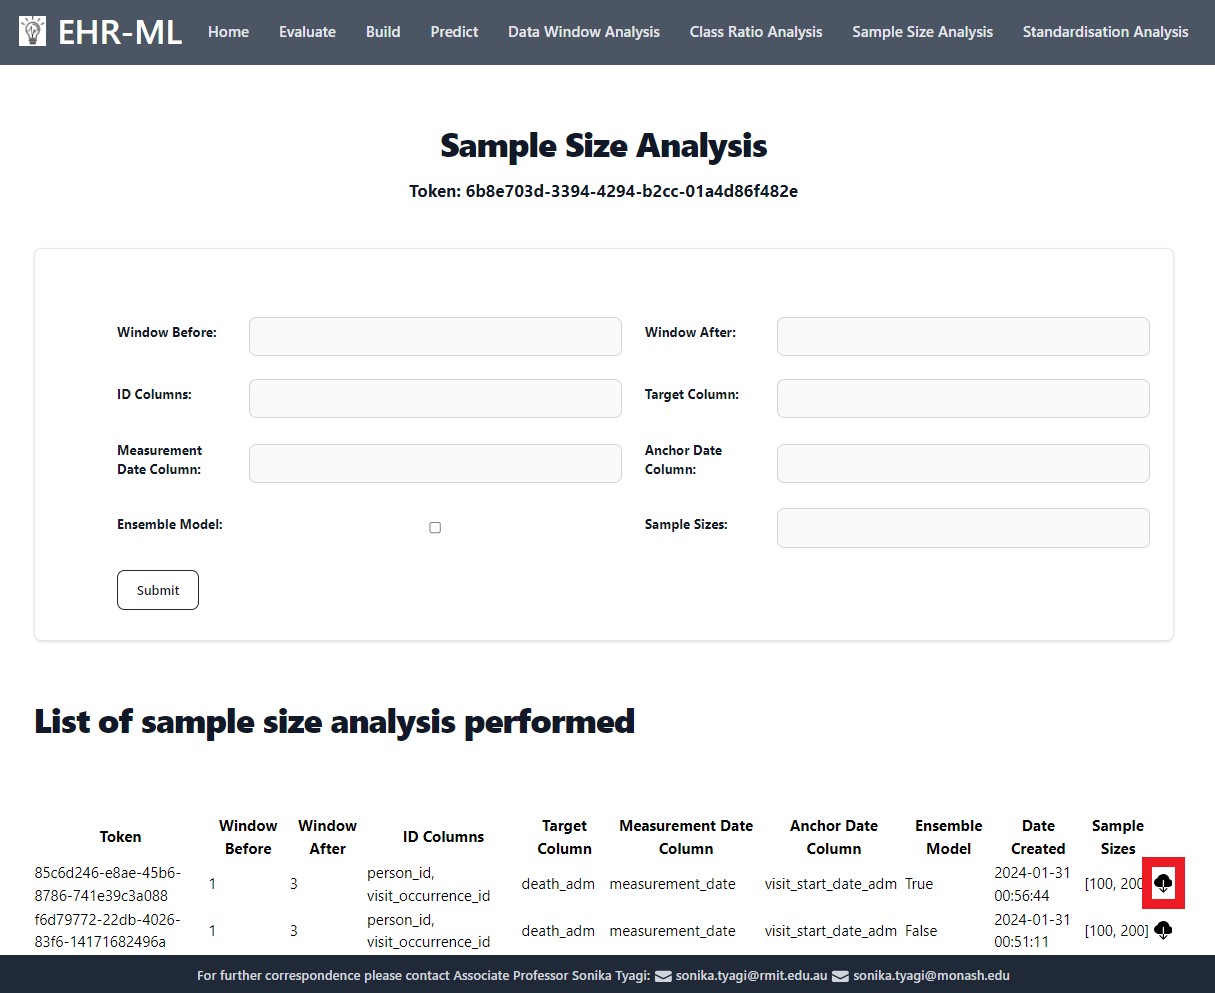 EHR-ML Home Evaluate Build Predict Data Window Analysis Class Ratio Analysis Sample Size Analysis Standardisation Analysis
Sample Size Analysis
Token: 6b8e703d-3394-4294-b2cc-01a4d86f482e
Window Before: Window After:
ID Columns: Target Column:
Measurement Date Column: Anchor Date Column:
Ensemble Model: Sample Sizes:
Submit
List of sample size analysis performed
Token Window Before Window After ID Columns Target Column Measurement Date Column Anchor Date Column Ensemble Model Date Created Sample Sizes
85c6d246-e8ae-45b6-8786-741e39c3a088 1 3 person_id, visit_occurrence_id death_adm measurement_date visit_start_date_adm True 2024-01-31 00:56:44 [100, 200
f6d79772-22db-4026-83f6-14171682496a 1 3 person_id, visit_occurrence_id death_adm measurement_date visit_start_date_adm False 2024-01-31 00:51:11 [100, 200]
For further correspondence please contact Associate Professor Sonika Tyagi: sonika.tyagi@rmit.edu.au sonika.tyagi@monash.edu